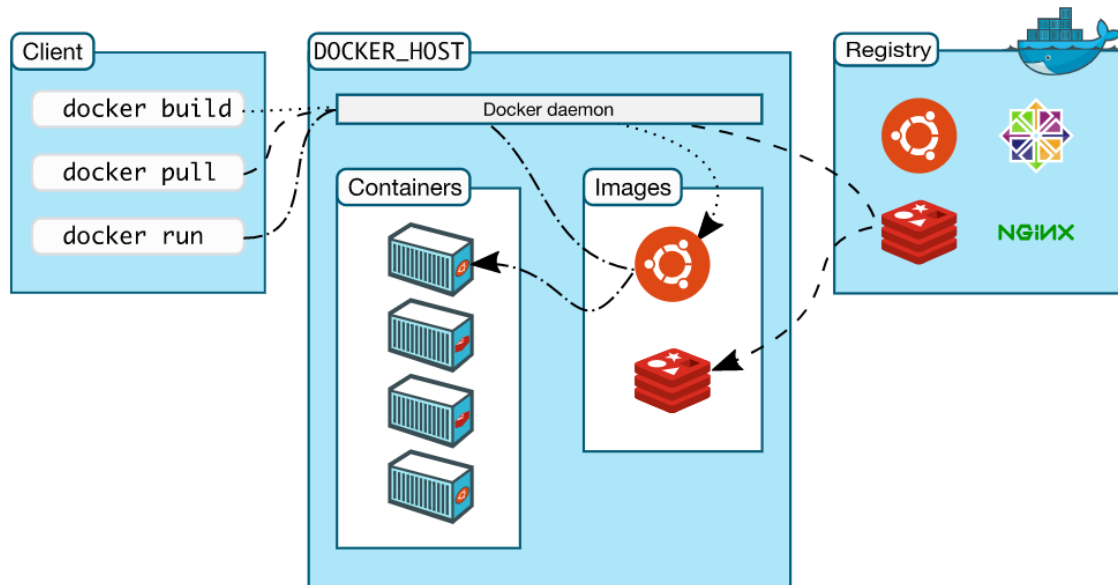 Client
docker build
docker pull
docker run
DOCKER_HOST
Docker daemon
Containers
Images
Registry
NGiNX